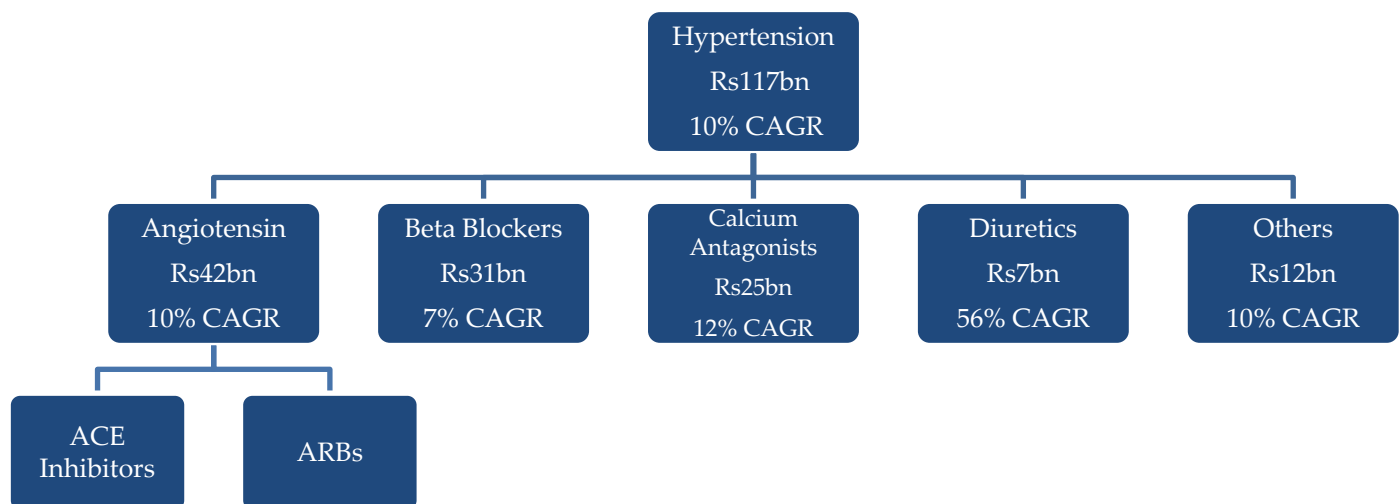 Hypertension
Rs117bn
10% CAGR
Angiotensin
Rs42bn
10% CAGR
Beta Blockers
Rs31bn
7% CAGR
Calcium
Antagonists
Rs25bn
12% CAGR
Diuretics
Rs7bn
56% CAGR
Others
Rs12bn
10% CAGR
ACE
Inhibitors
ARBs